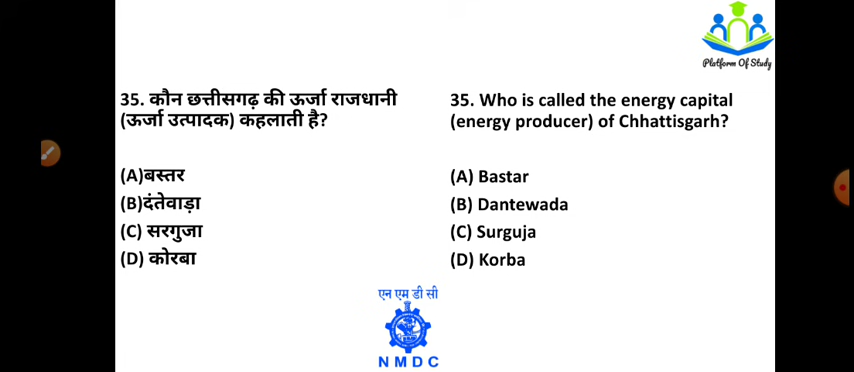 Platform Of Study
35. कौन छत्तीसगढ़ की ऊर्जा राजधानी
(ऊर्जा उत्पादक) कहलाती है?
(A)बस्तर
(B)दंतेवाड़ा
(C) सरगुजा
(D) कोरबा
35. Who is called the energy capital
(energy producer) of Chhattisgarh?
(A) Bastar
(B) Dantewada
(C) Surguja
(D) Korba
एन एम डी सी
NMDC